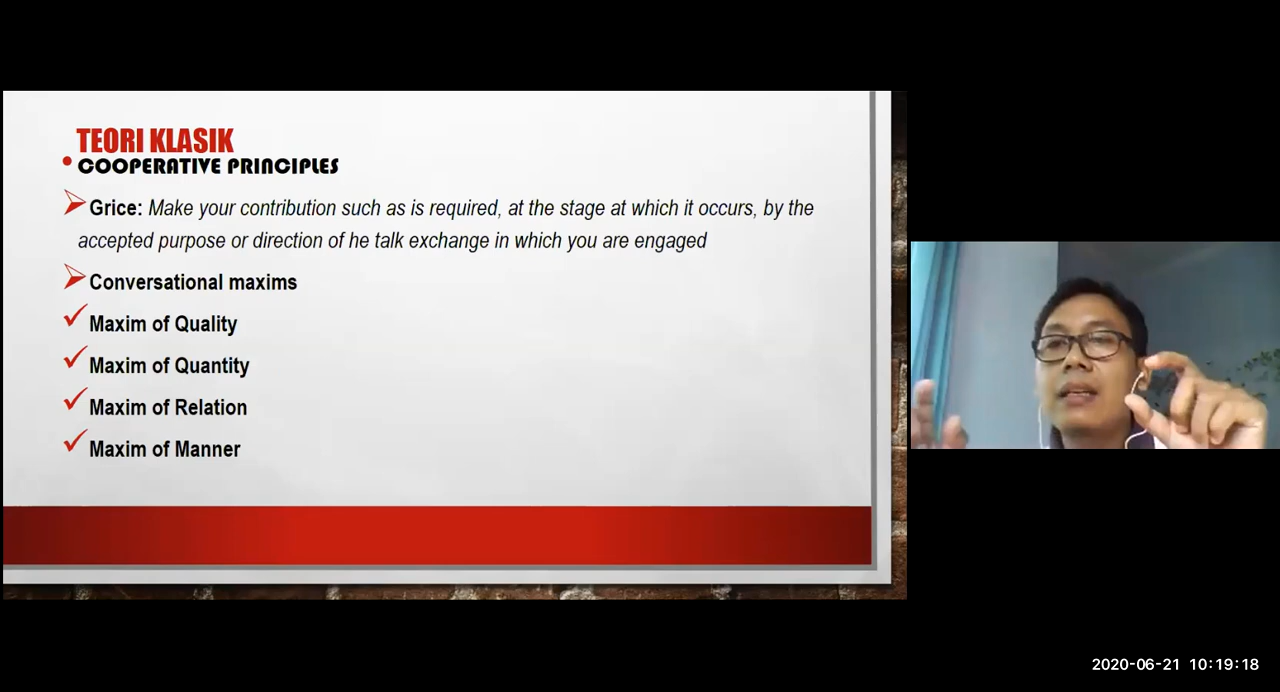 TEORI KLASIK
• COOPERATIVE PRINCIPLES
Grice: Make your contribution such as is required, at the stage at which it occurs, by the
accepted purpose or direction of he talk exchange in which you are engaged
Conversational maxims
Maxim of Quality
Maxim of Quantity
Maxim of Relation
Maxim of Manner
2020-06-21 10:19:18